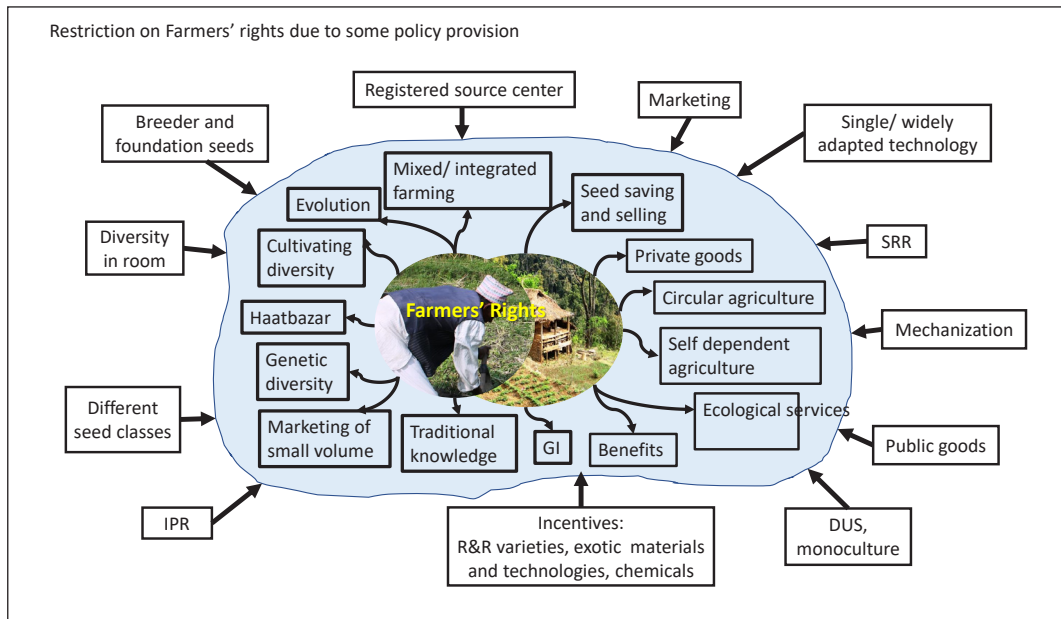 Restriction on Farmers' rights due to some policy provision
Registered source center
Marketing
Breeder and
foundation seeds
Single/ widely
adapted technology
Mixed/ integrated
farming
Seed saving
and selling
Evolution
Diversity
in room
Cultivating
diversity
Private goods
SRR
Circular agriculture
Haatbazar
Farmers' Rights
Mechanization
Self dependent
agriculture
Genetic
diversity
Different
seed classes
Ecological services
Marketing of
small volume
Traditional
knowledge
GI
Benefits
Public goods
IPR
Incentives:
R&R varieties, exotic materials
and technologies, chemicals
DUS,
monoculture